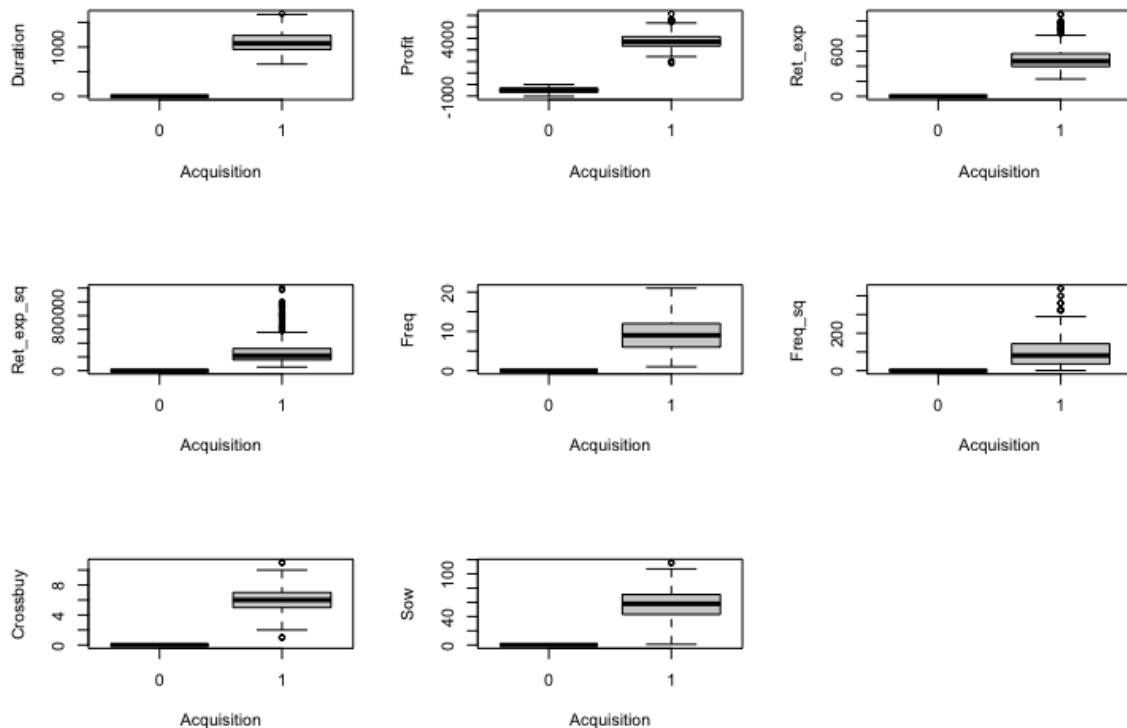 Duration
1000
0
0
1
Acquisition
Profit
4000
-1000
0
1
Acquisition
Ret_exp
600
0
0
1
Acquisition
Ret_exp_sq
800000
0
0
1
Acquisition
Freq
20
10
0
0
1
Acquisition
Freq_sq
200
0
0
1
Acquisition
Crossbuy
8
4
0
0
1
Acquisition
Sow
100
40
0
0
1
Acquisition